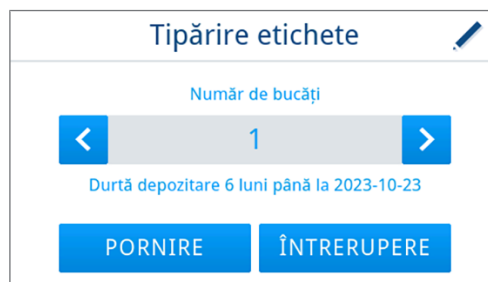 Tipărire etichete
Număr de bucăți
1
Durtă depozitare 6 luni până la 2023-10-23
PORNIRE
ÎNTRERUPERE